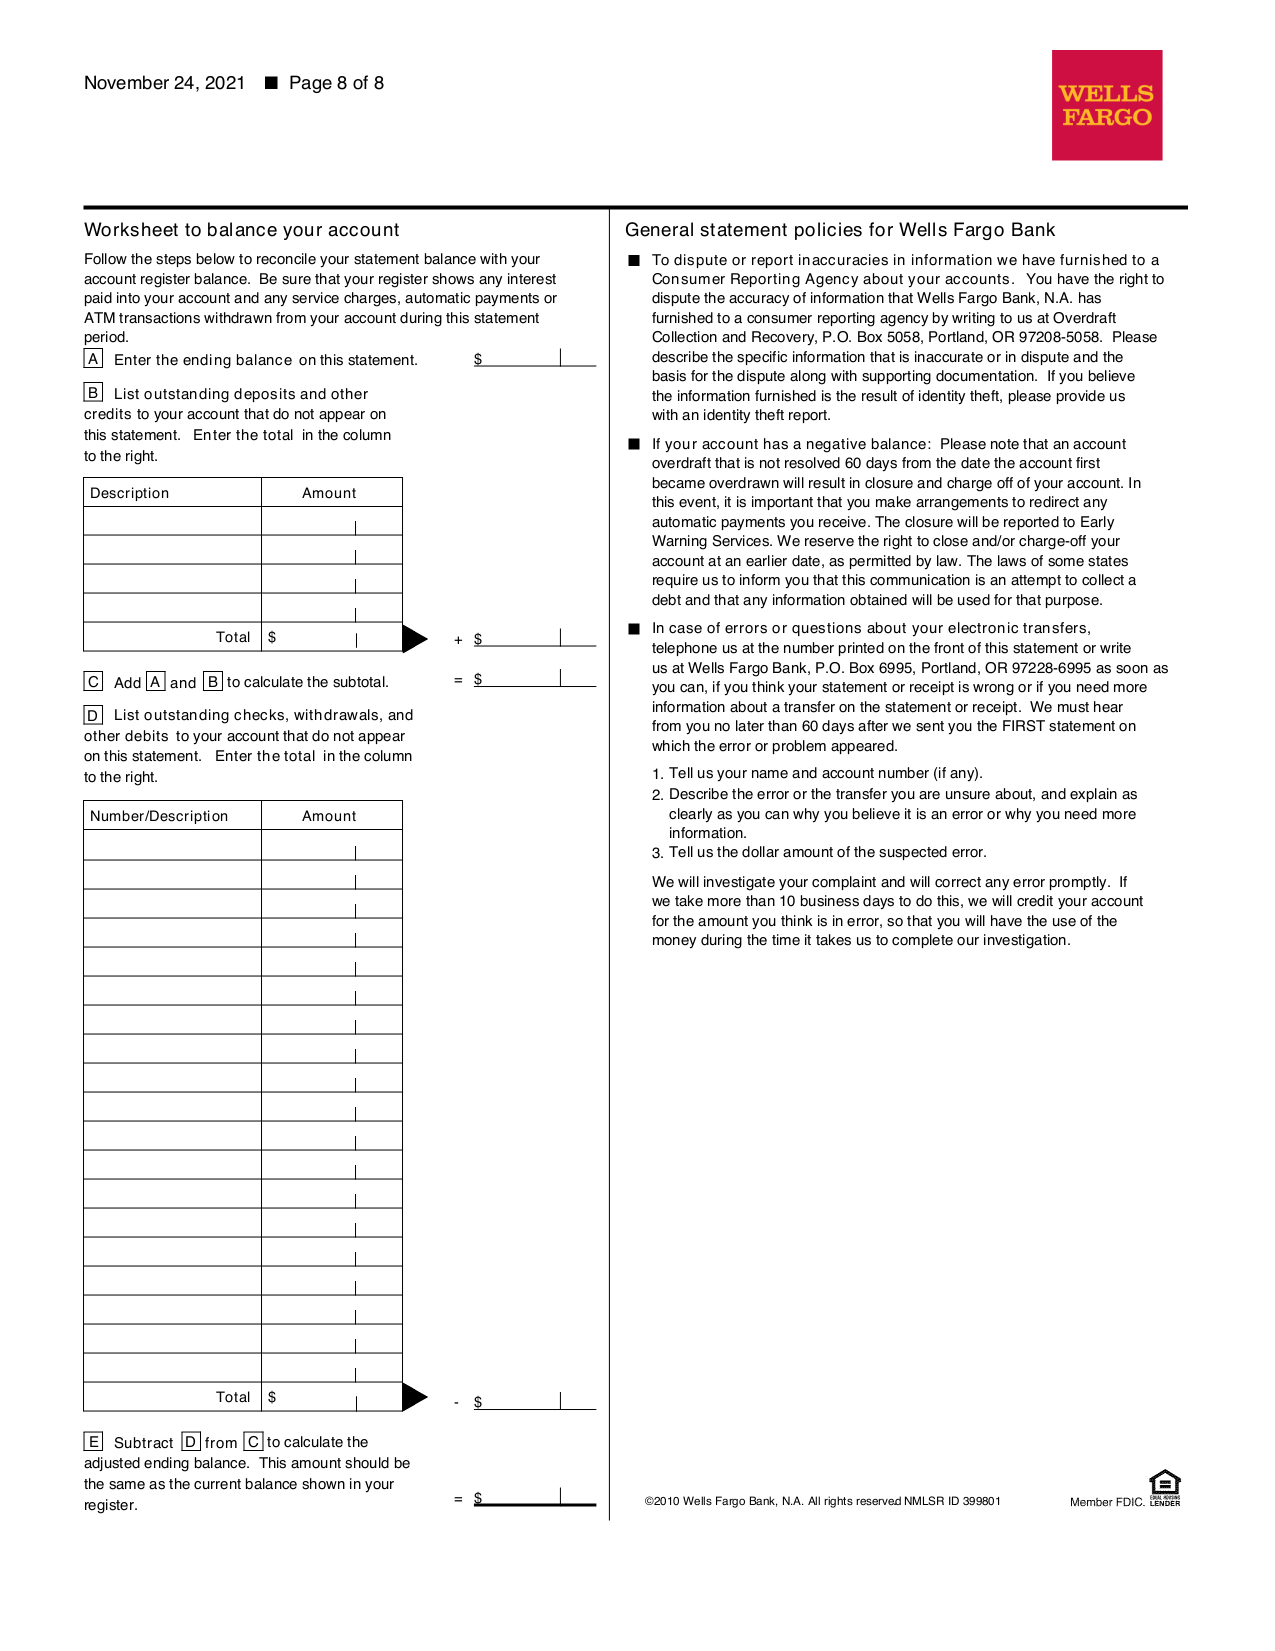 November 24, 2021 ■ Page 8 of 8
WELLS
FARGO
Worksheet to balance your account
Follow the steps below to reconcile your statement balance with your
account register balance. Be sure that your register shows any interest
paid into your account and any service charges, automatic payments or
ATM transactions withdrawn from your account during this statement
period.
A Enter the ending balance on this statement. $
B List outstanding deposits and other
credits to your account that do not appear on
this statement. Enter the total in the column
to the right.
Description Amount
Total $ + $
C Add A and B to calculate the subtotal. = $
D List outstanding checks, withdrawals, and
other debits to your account that do not appear
on this statement. Enter the total in the column
to the right.
Number/Description Amount
Total $ - $
E Subtract D from C to calculate the
adjusted ending balance. This amount should be
the same as the current balance shown in your
register. = $
General statement policies for Wells Fargo Bank
■ To dispute or report inaccuracies in information we have furnished to a
Consumer Reporting Agency about your accounts. You have the right to
dispute the accuracy of information that Wells Fargo Bank, N.A. has
furnished to a consumer reporting agency by writing to us at Overdraft
Collection and Recovery, P.O. Box 5058, Portland, OR 97208-5058. Please
describe the specific information that is inaccurate or in dispute and the
basis for the dispute along with supporting documentation. If you believe
the information furnished is the result of identity theft, please provide us
with an identity theft report.
■ If your account has a negative balance: Please note that an account
overdraft that is not resolved 60 days from the date the account first
became overdrawn will result in closure and charge off of your account. In
this event, it is important that you make arrangements to redirect any
automatic payments you receive. The closure will be reported to Early
Warning Services. We reserve the right to close and/or charge-off your
account at an earlier date, as permitted by law. The laws of some states
require us to inform you that this communication is an attempt to collect a
debt and that any information obtained will be used for that purpose.
■ In case of errors or questions about your electronic transfers,
telephone us at the number printed on the front of this statement or write
us at Wells Fargo Bank, P.O. Box 6995, Portland, OR 97228-6995 as soon as
you can, if you think your statement or receipt is wrong or if you need more
information about a transfer on the statement or receipt. We must hear
from you no later than 60 days after we sent you the FIRST statement on
which the error or problem appeared.
1. Tell us your name and account number (if any).
2. Describe the error or the transfer you are unsure about, and explain as
clearly as you can why you believe it is an error or why you need more
information.
3. Tell us the dollar amount of the suspected error.
We will investigate your complaint and will correct any error promptly. If
we take more than 10 business days to do this, we will credit your account
for the amount you think is in error, so that you will have the use of the
money during the time it takes us to complete our investigation.
©2010 Wells Fargo Bank, N.A. All rights reserved NMLSR ID 399801
Member FDIC.
EQUAL HOUSING
LENDER